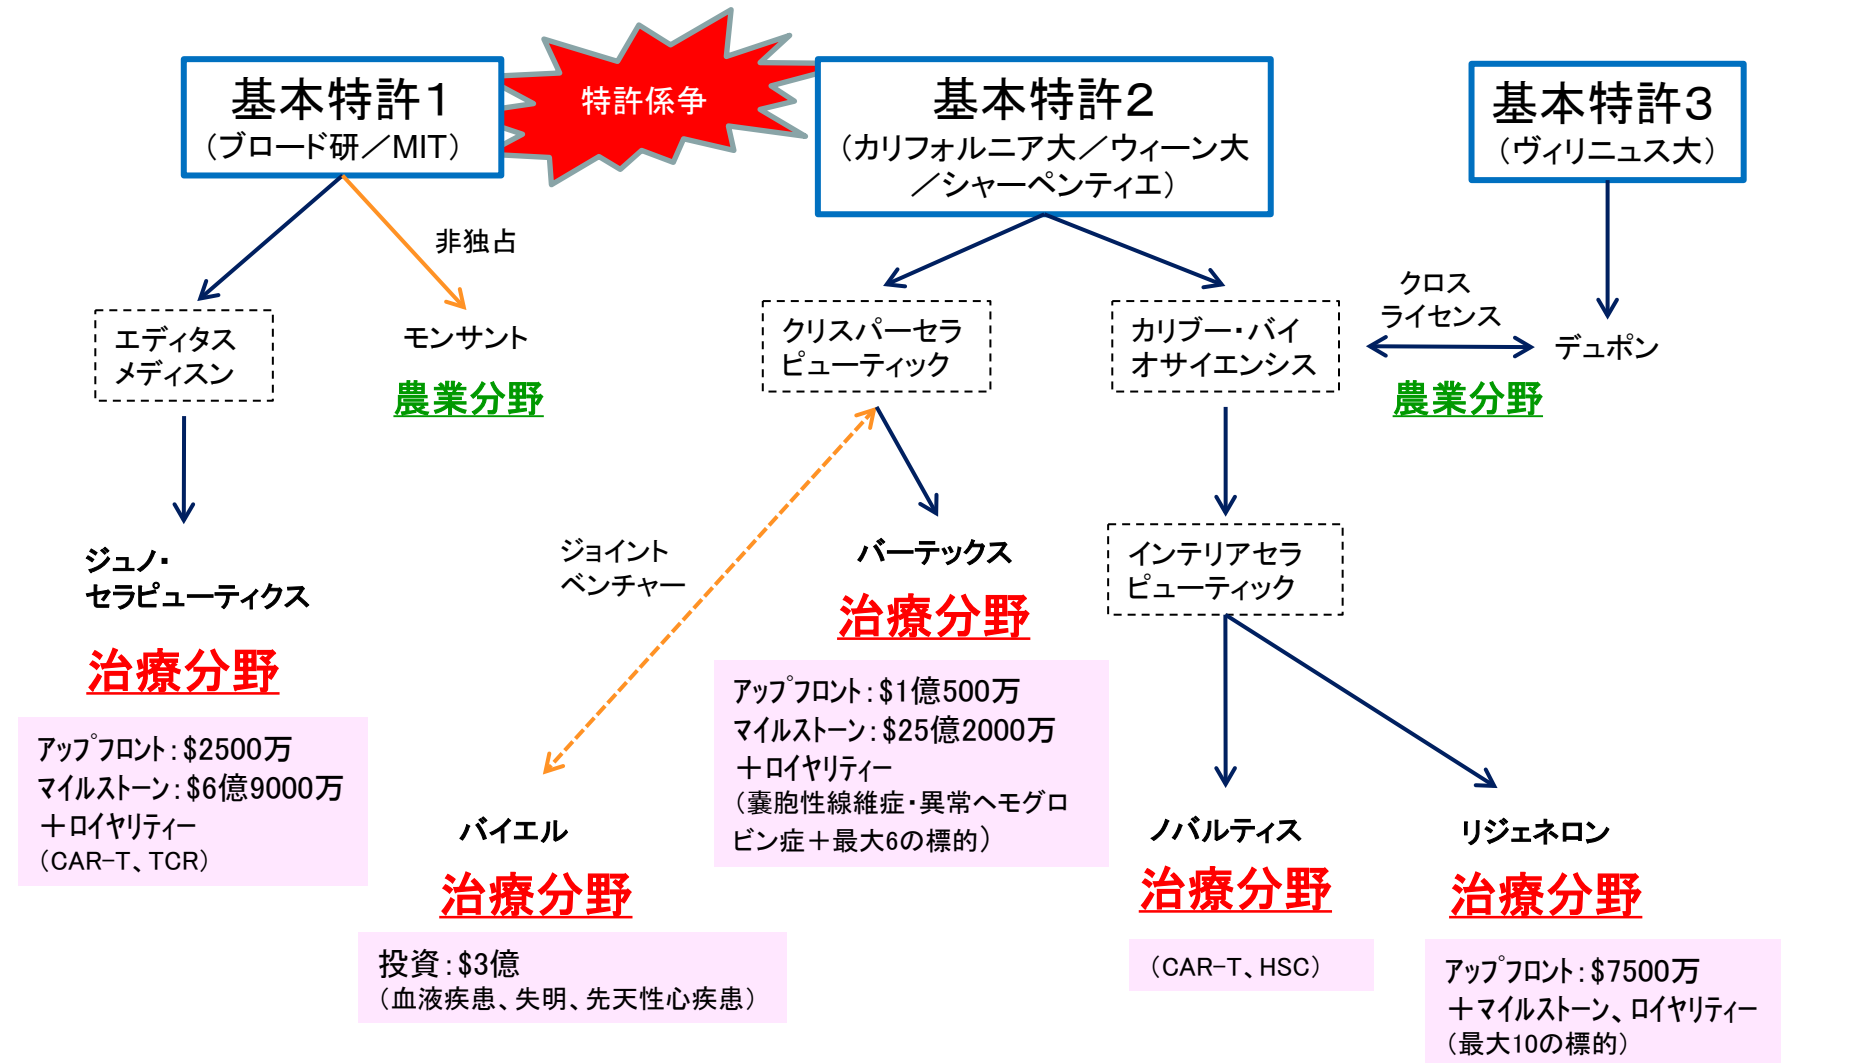 基本特許1
（ブロード研／MIT）
特許係争
基本特許2
（カリフォルニア大／ウィーン大
／シャーペンティエ）
基本特許3
（ヴィリニュス大）
非独占
エディタス
メディスン
モンサント
農業分野
クリスパーセラ
ピューティック
カリブー・バイ
オサイエンシス
クロス
ライセンス
デュポン
農業分野
ジュノ・
セラピューティクス
治療分野
アップフロント：$2500万
マイルストーン：$6億9000万
＋ロイヤリティー
（CAR-T、TCR）
ジョイント
ベンチャー
バイエル
治療分野
投資：$3億
（血液疾患、失明、先天性心疾患）
バーテックス
治療分野
アップフロント：$1億500万
マイルストーン：$25億2000万
＋ロイヤリティー
（嚢胞性線維症・異常ヘモグロ
ビン症＋最大6の標的）
インテリアセラ
ピューティック
ノバルティス
治療分野
（CAR-T、HSC）
リジェネロン
治療分野
アップフロント：$7500万
＋マイルストーン、ロイヤリティー
（最大10の標的）